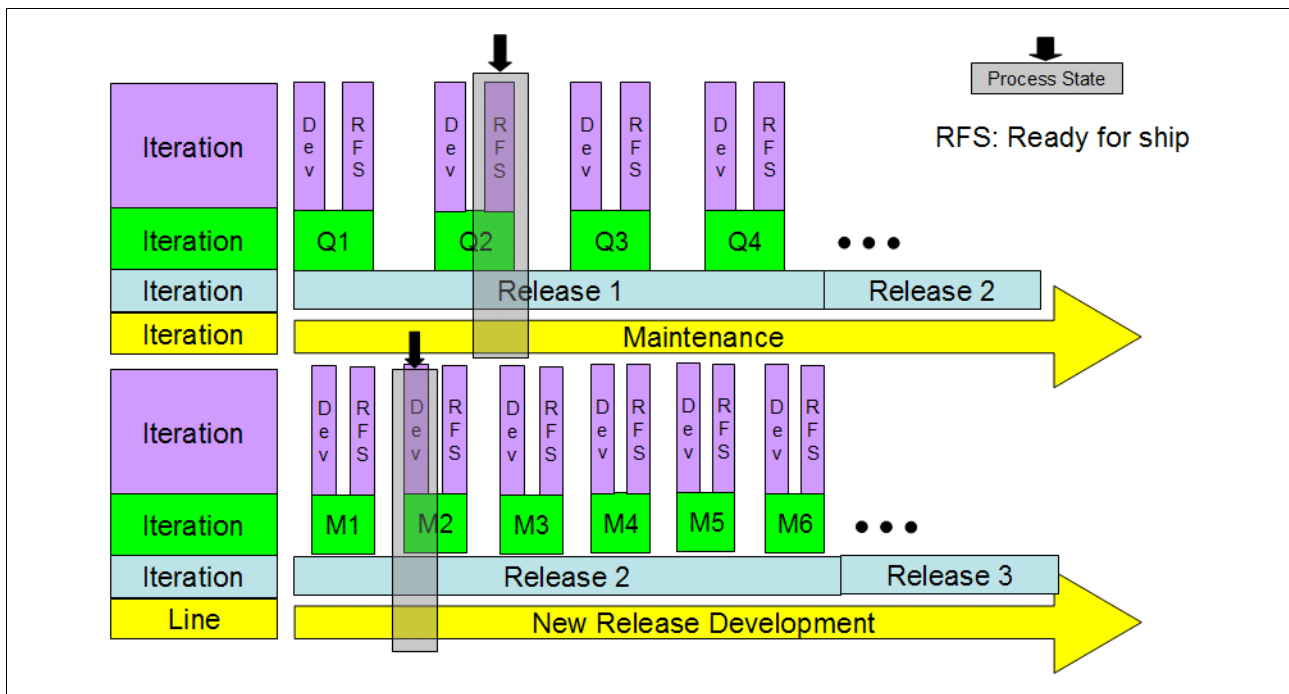 Process State
RFS: Ready for ship
Iteration
Dev
RFS
Dev
RFS
Dev
RFS
Dev
RFS
Iteration
Q1
Q2
Q3
Q4
•••
Iteration
Release 1
Release 2
Iteration
Maintenance
Iteration
Dev
RFS
Dev
RFS
Dev
RFS
Dev
RFS
Dev
RFS
Dev
RFS
Iteration
M1
M2
M3
M4
M5
M6
•••
Iteration
Release 2
Release 3
Line
New Release Development